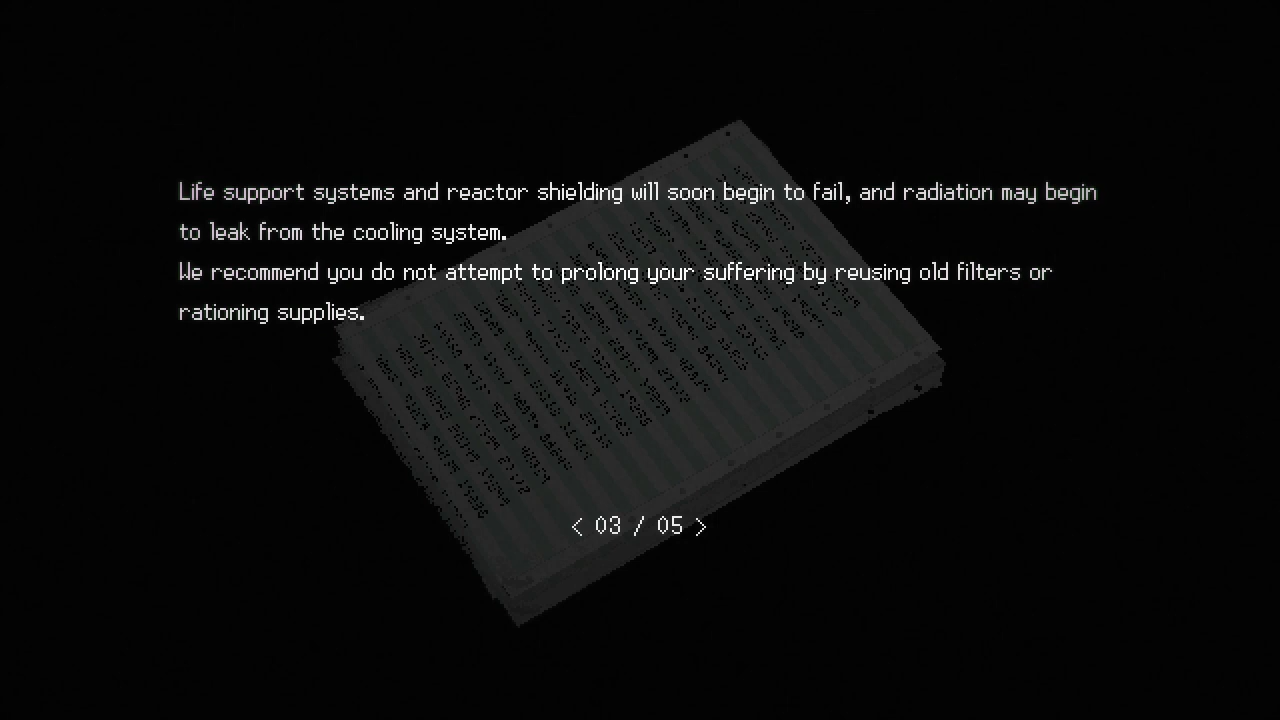 Life support systems and reactor shielding will soon begin to fail, and radiation may begin
to leak from the cooling system.
We recommend you do not attempt to prolong your suffering by reusing old filters or
rationing supplies.
< 03 / 05 >